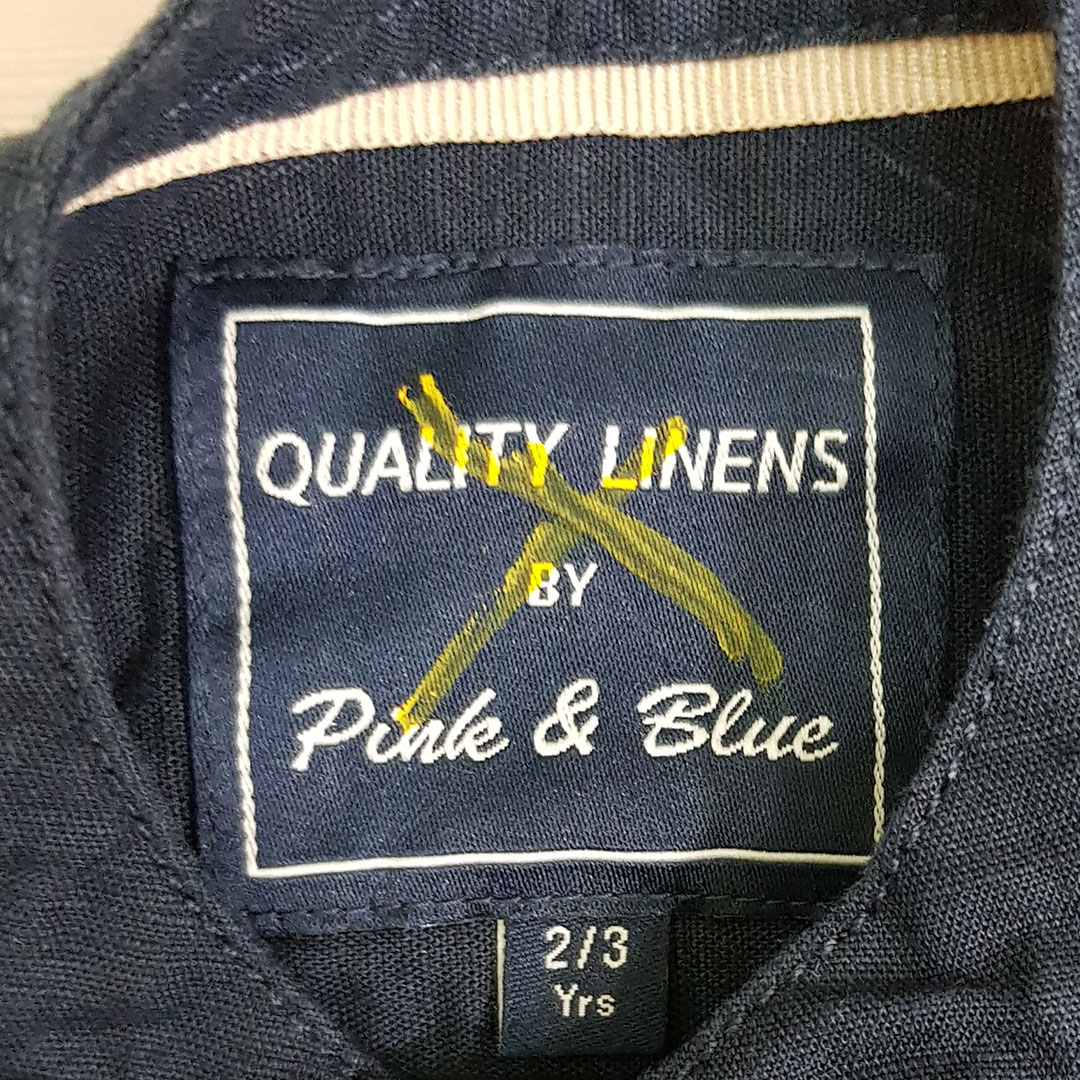 QUALITY LINENS
BY
Pink & Blue
2/3
Yrs